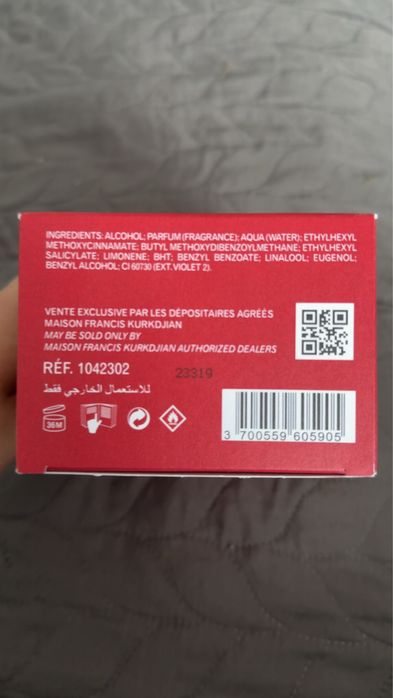 INGREDIENTS: ALCOHOL; PARFUM (FRAGRANCE); AQUA (WATER); ETHYLHEXYL
METHOXYCINNAMATE; BUTYL METHOXYDIBENZOYLMETHANE; ETHYLHEXYL
SALICYLATE; LIMONENE; BHT; BENZYL BENZOATE; LINALOOL; EUGENOL;
BENZYL ALCOHOL; CI 60730 (EXT. VIOLET 2).
VENTE EXCLUSIVE PAR LES DÉPOSITAIRES AGRÉÉS
MAISON FRANCIS KURKDJIAN
MAY BE SOLD ONLY BY
MAISON FRANCIS KURKDJIAN AUTHORIZED DEALERS
RÉF. 1042302
23319
للاستعمال الخارجي فقط
36M
3 700559 605905